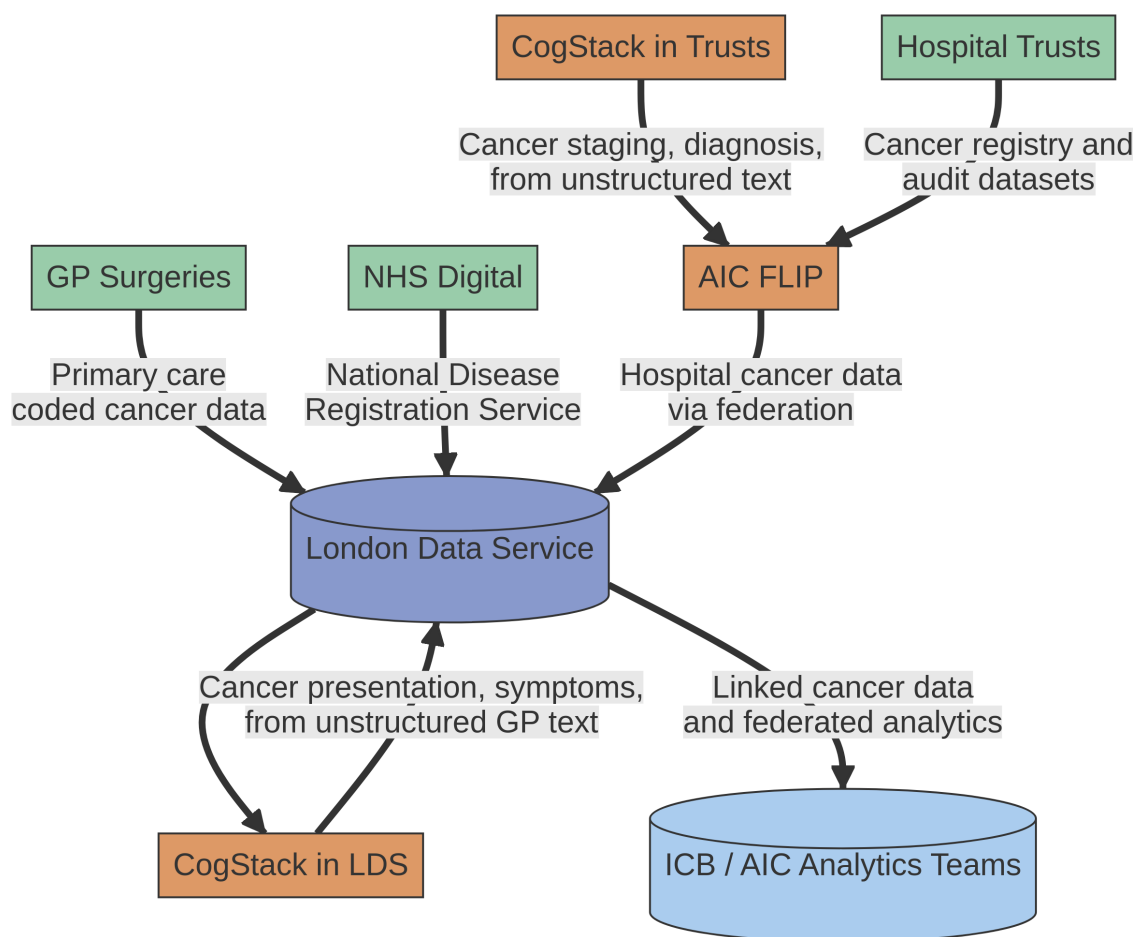 CogStack in Trusts
Hospital Trusts
Cancer staging, diagnosis,
from unstructured text
Cancer registry and
audit datasets
GP Surgeries
NHS Digital
AIC FLIP
Primary care
coded cancer data
National Disease
Registration Service
Hospital cancer data
via federation
London Data Service
Cancer presentation, symptoms,
from unstructured GP text
Linked cancer data
and federated analytics
CogStack in LDS
ICB / AIC Analytics Teams